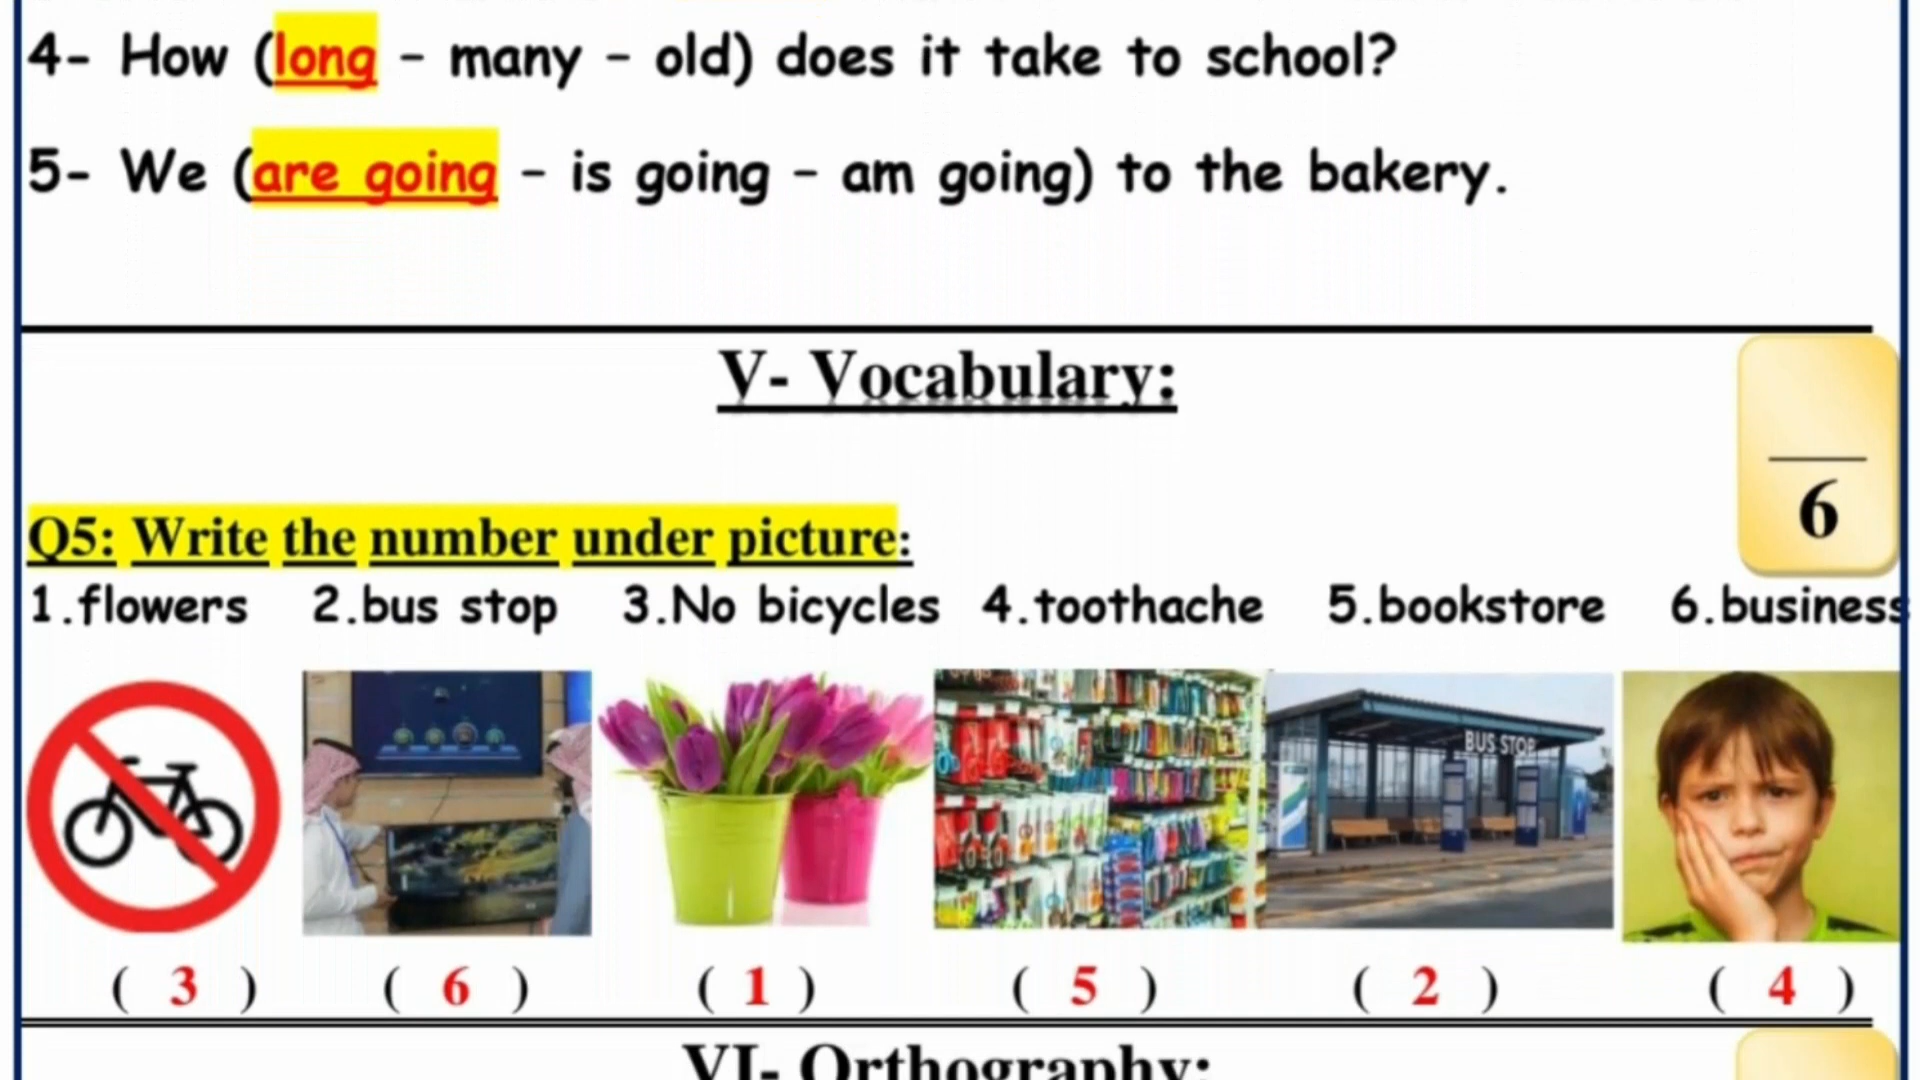 4- How (long - many - old) does it take to school?
5- We (are going - is going - am going) to the bakery.
V- Vocabulary:
6
Q5: Write the number under picture:
1.flowers 2.bus stop 3.No bicycles 4.toothache 5.bookstore 6.business
BUS STOP
( 3 ) ( 6 ) ( 1 ) ( 5 ) ( 2 ) ( 4 )
VI- Orthography: